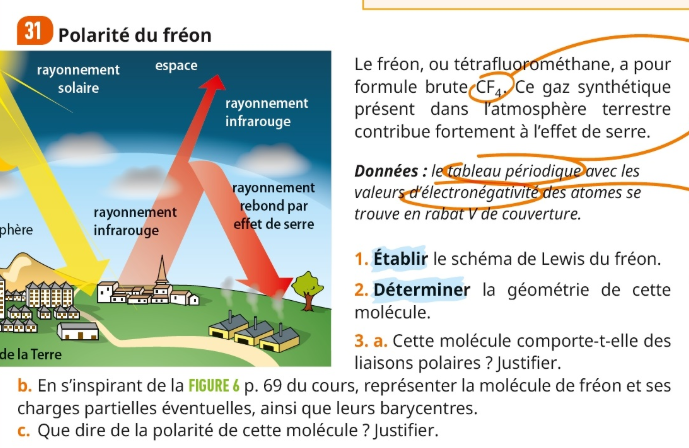 31 Polarité du fréon
rayonnement
solaire
espace
rayonnement
infrarouge
rayonnement
rebond par
effet de serre
rayonnement
infrarouge
phère
de la Terre
Le fréon, ou tétrafluorométhane, a pour
formule brute CF₄. Ce gaz synthétique
présent dans l'atmosphère terrestre
contribue fortement à l'effet de serre.
Données : le tableau périodique avec les
valeurs d'électronégativité des atomes se
trouve en rabat V de couverture.
1. Établir le schéma de Lewis du fréon.
2. Déterminer la géométrie de cette
molécule.
3. a. Cette molécule comporte-t-elle des
liaisons polaires ? Justifier.
b. En s'inspirant de la FIGURE 6 p. 69 du cours, représenter la molécule de fréon et ses
charges partielles éventuelles, ainsi que leurs barycentres.
c. Que dire de la polarité de cette molécule ? Justifier.